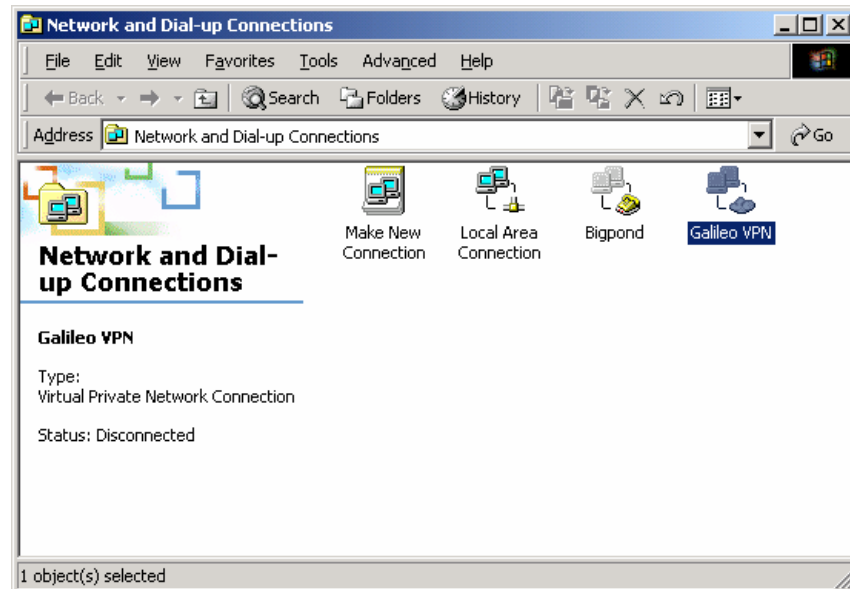 Network and Dial-up Connections
File Edit View Favorites Tools Advanced Help
Back Search Folders History
Address Network and Dial-up Connections Go
Network and Dial-
up Connections
Galileo VPN
Type:
Virtual Private Network Connection
Status: Disconnected
Make New
Connection
Local Area
Connection
Bigpond
Galileo VPN
1 object(s) selected